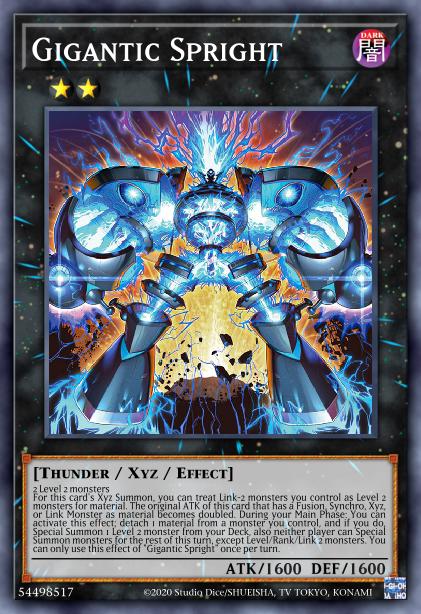 GIGANTIC SPRIGHT
DARK
闇
[THUNDER / XYZ / EFFECT]
2 Level 2 monsters
For this card's Xyz Summon, you can treat Link-2 monsters you control as Level 2
monsters for material. The original ATK of this card that has a Fusion, Synchro, Xyz,
or Link Monster as material becomes doubled. During your Main Phase: You can
activate this effect; detach 1 material from a monster you control, and if you do,
Special Summon 1 Level 2 monster from your Deck, also neither player can Special
Summon monsters for the rest of this turn, except Level/Rank/Link 2 monsters. You
can only use this effect of "Gigantic Spright" once per turn.
ATK/1600 DEF/1600
54498517 ©2020 Studio Dice/SHUEISHA, TV TOKYO, KONAMI